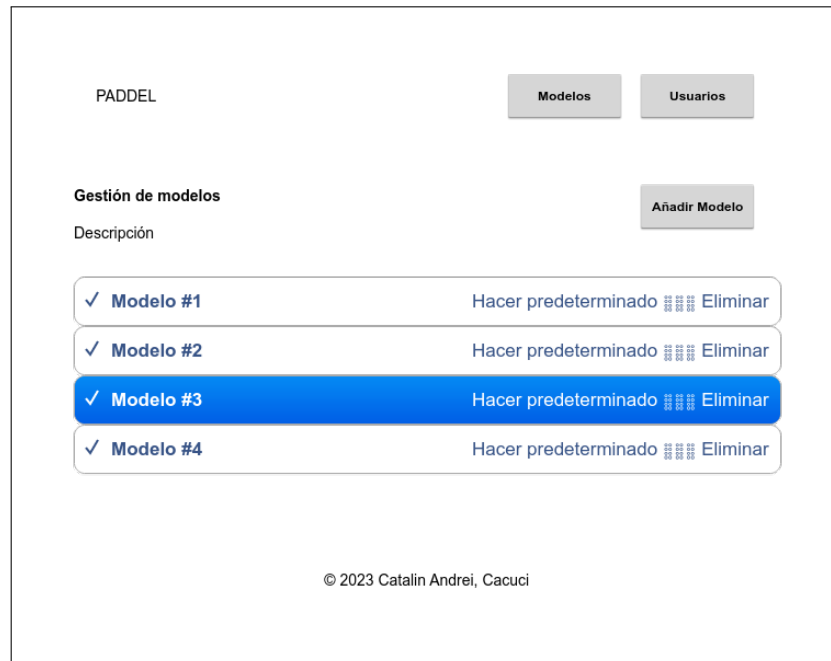 PADDEL Modelos Usuarios
Gestión de modelos Añadir Modelo
Descripción
✓ Modelo #1 Hacer predeterminado Eliminar
✓ Modelo #2 Hacer predeterminado Eliminar
✓ Modelo #3 Hacer predeterminado Eliminar
✓ Modelo #4 Hacer predeterminado Eliminar
© 2023 Catalin Andrei, Cacuci